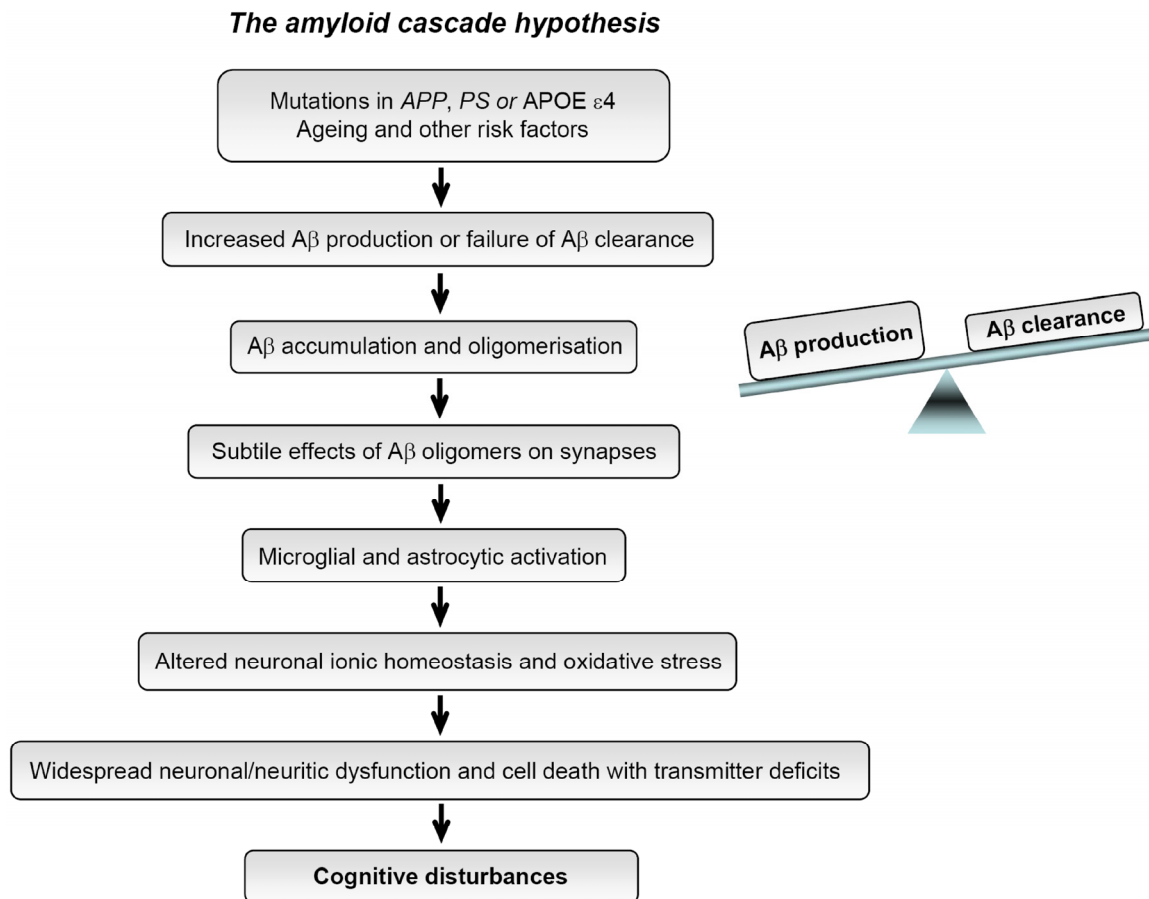 The amyloid cascade hypothesis
Mutations in APP, PS or APOE ε4
Ageing and other risk factors
Increased Aβ production or failure of Aβ clearance
Aβ accumulation and oligomerisation
Aβ production
Aβ clearance
Subtile effects of Aβ oligomers on synapses
Microglial and astrocytic activation
Altered neuronal ionic homeostasis and oxidative stress
Widespread neuronal/neuritic dysfunction and cell death with transmitter deficits
Cognitive disturbances